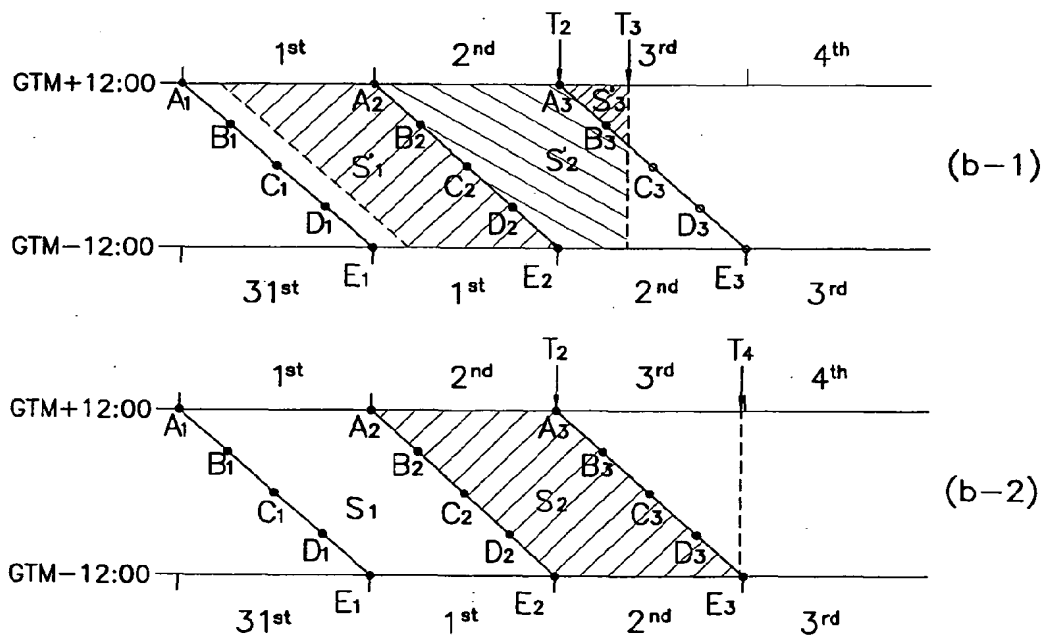 T2 T3
1st 2nd 3rd 4th
GTM+12:00
A1 A2 A3 S'3
B1 B2 B3
S'1 S'2
C1 C2 C3
D1 D2 D3
(b-1)
GTM-12:00
E1 E2 E3
31st 1st 2nd 3rd
T2 T4
1st 2nd 3rd 4th
GTM+12:00
A1 A2 A3
B1 B2 B3
(b-2)
C1 S1 C2 S2 C3
D1 D2 D3
GTM-12:00
E1 E2 E3
31st 1st 2nd 3rd